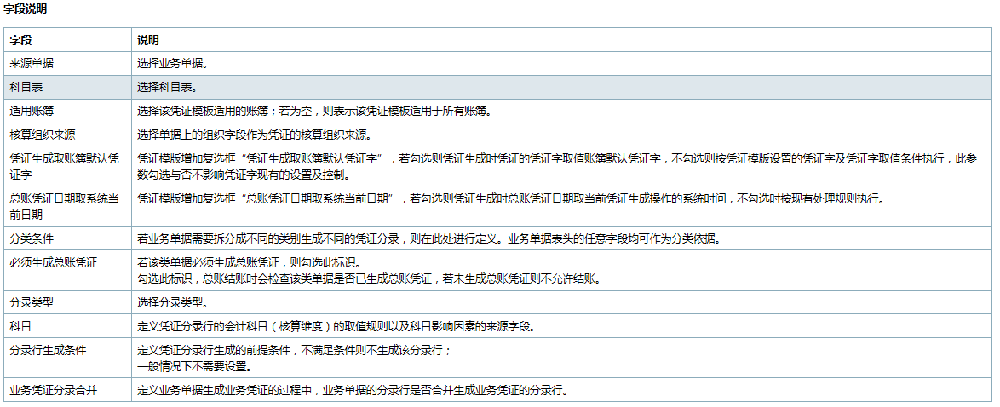 字段说明
字段 说明
来源单据 选择业务单据。
科目表 选择科目表。
适用账簿 选择该凭证模板适用的账簿；若为空，则表示该凭证模板适用于所有账簿。
核算组织来源 选择单据上的组织字段作为凭证的核算组织来源。
凭证生成取账簿默认凭 凭证模版增加复选框“凭证生成取账簿默认凭证字”，若勾选则凭证生成时凭证的凭证字取值账簿默认凭证字，不勾选则按凭证模版设置的凭证字及凭证字取值条件执行，此参
证字 数勾选与否不影响凭证字现有的设置及控制。
总账凭证日期取系统当 凭证模版增加复选框“总账凭证日期取系统当前日期”，若勾选则凭证生成时总账凭证日期取当前凭证生成操作的系统时间，不勾选时按现有处理规则执行。
前日期
分类条件 若业务单据需要拆分成不同的类别生成不同的凭证分录，则在此处进行定义。业务单据表头的任意字段均可作为分类依据。
必须生成总账凭证 若该类单据必须生成总账凭证，则勾选此标识。
勾选此标识，总账结账时会检查该类单据是否已生成总账凭证，若未生成总账凭证则不允许结账。
分录类型 选择分录类型。
科目 定义凭证分录行的会计科目（核算维度）的取值规则以及科目影响因素的来源字段。
分录行生成条件 定义凭证分录行生成的前提条件，不满足条件则不生成该分录行；
一般情况下不需要设置。
业务凭证分录合并 定义业务单据生成业务凭证的过程中，业务单据的分录行是否合并生成业务凭证的分录行。